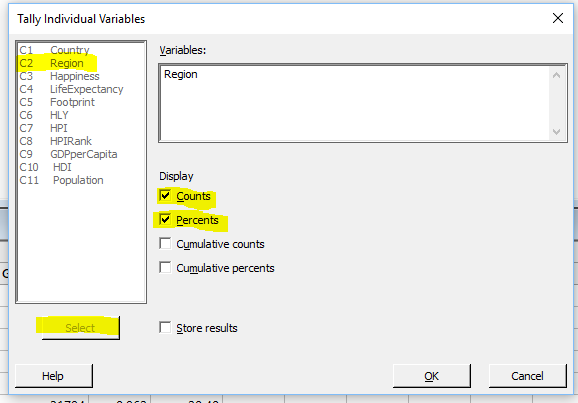 Tally Individual Variables
C1 Country
C2 Region
C3 Happiness
C4 LifeExpectancy
C5 Footprint
C6 HLY
C7 HPI
C8 HPIRank
C9 GDPperCapita
C10 HDI
C11 Population
Select
Help
Variables:
Region
Display
Counts
Percents
Cumulative counts
Cumulative percents
Store results
OK
Cancel